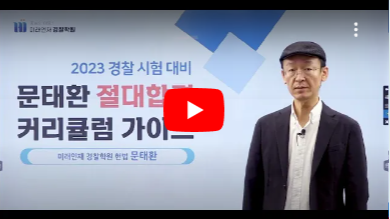 미래인재 경찰학원
2023 경찰 시험 대비
문태환 절대합격
커리큘럼 가이드
미래인재 경찰학원 헌법 문태환